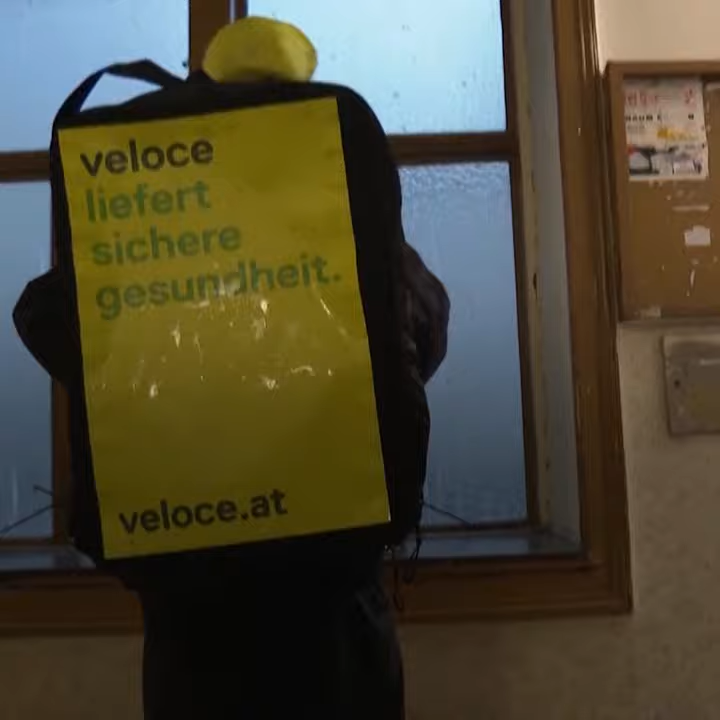 veloce
liefert
sichere
gesundheit.
veloce.at